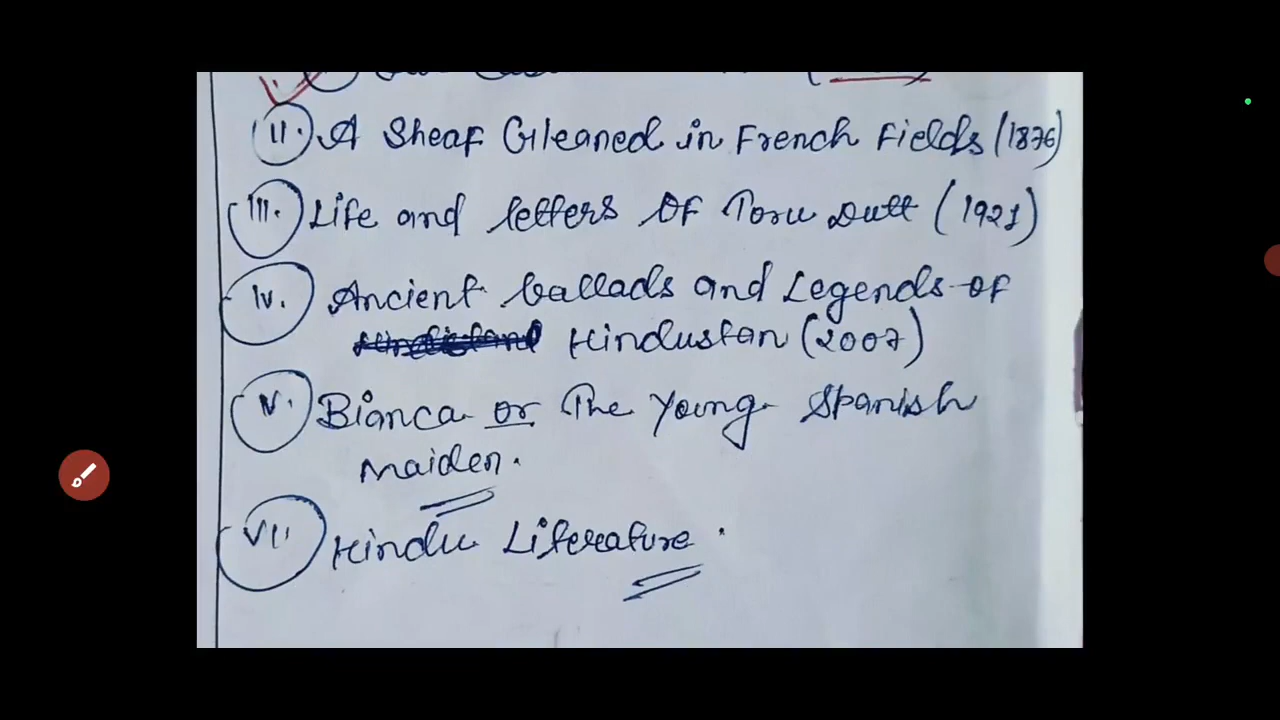 II. A Sheaf Gleaned in French Fields (1876)
III. Life and letters of Toru Dutt (1921)
IV. Ancient ballads and Legends of
Hindustan (2007)
V. Bianca or The Young Spanish
Maiden.
VI. Hindu Literature.